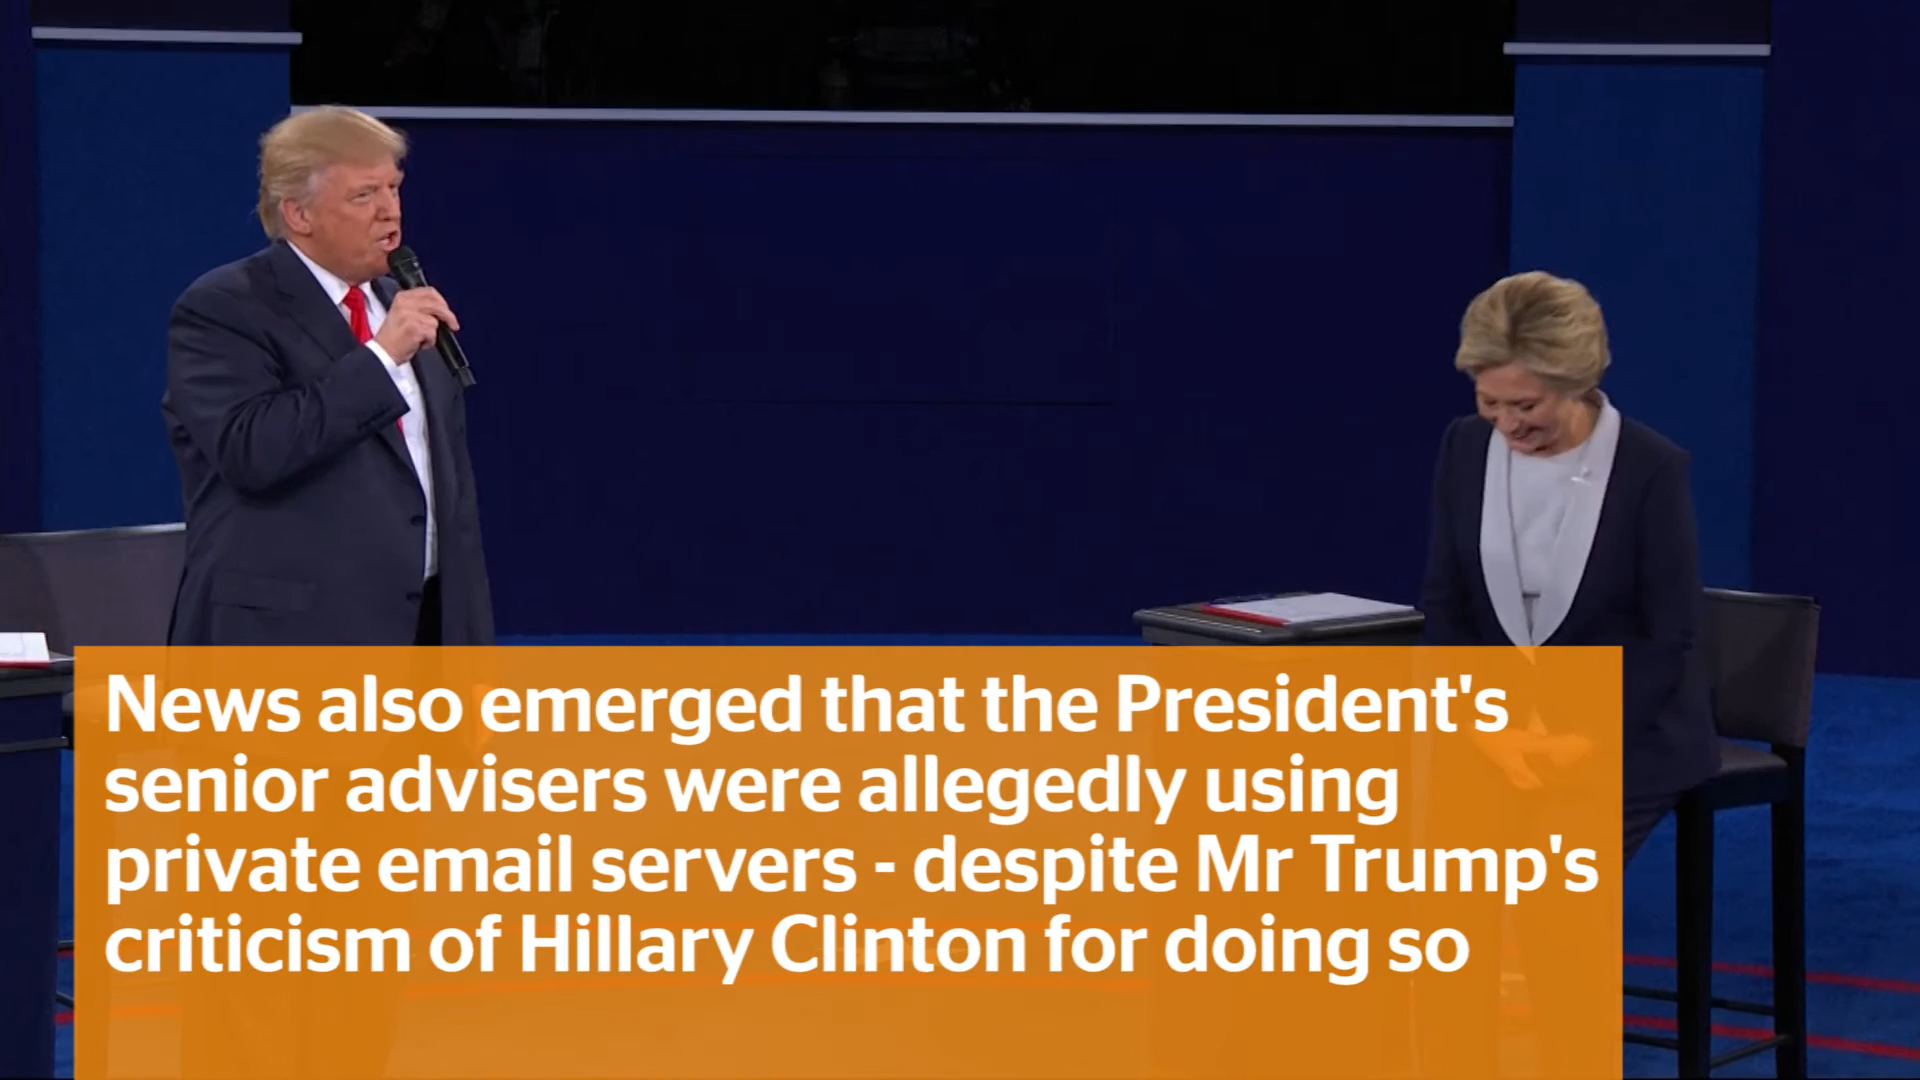 News also emerged that the President's
senior advisers were allegedly using
private email servers - despite Mr Trump's
criticism of Hillary Clinton for doing so